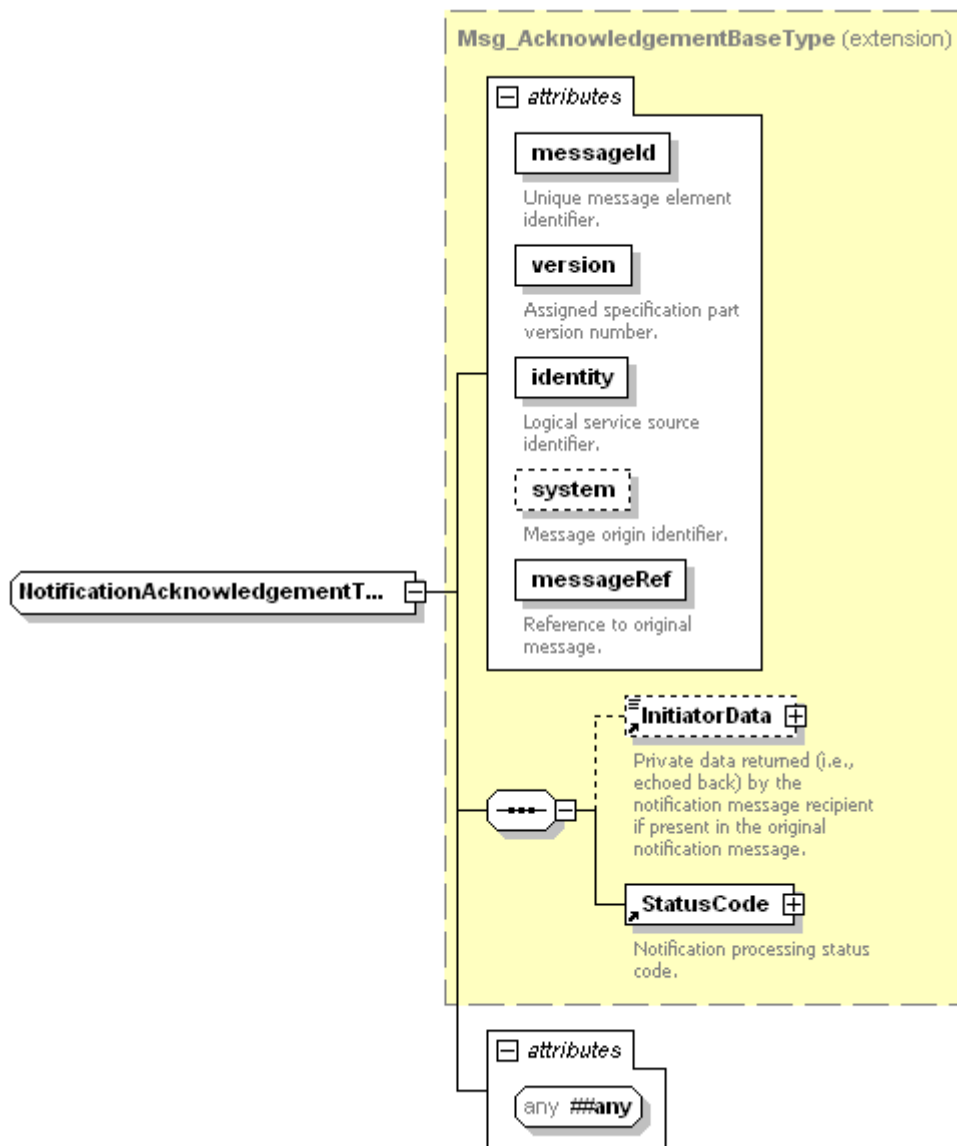 Msg_AcknowledgementBaseType (extension)
attributes
messageId
Unique message element
identifier.
version
Assigned specification part
version number.
identity
Logical service source
identifier.
system
Message origin identifier.
messageRef
Reference to original
message.
NotificationAcknowledgementT...
InitiatorData
Private data returned (i.e.,
echoed back) by the
notification message recipient
if present in the original
notification message.
StatusCode
Notification processing status
code.
attributes
any ##any